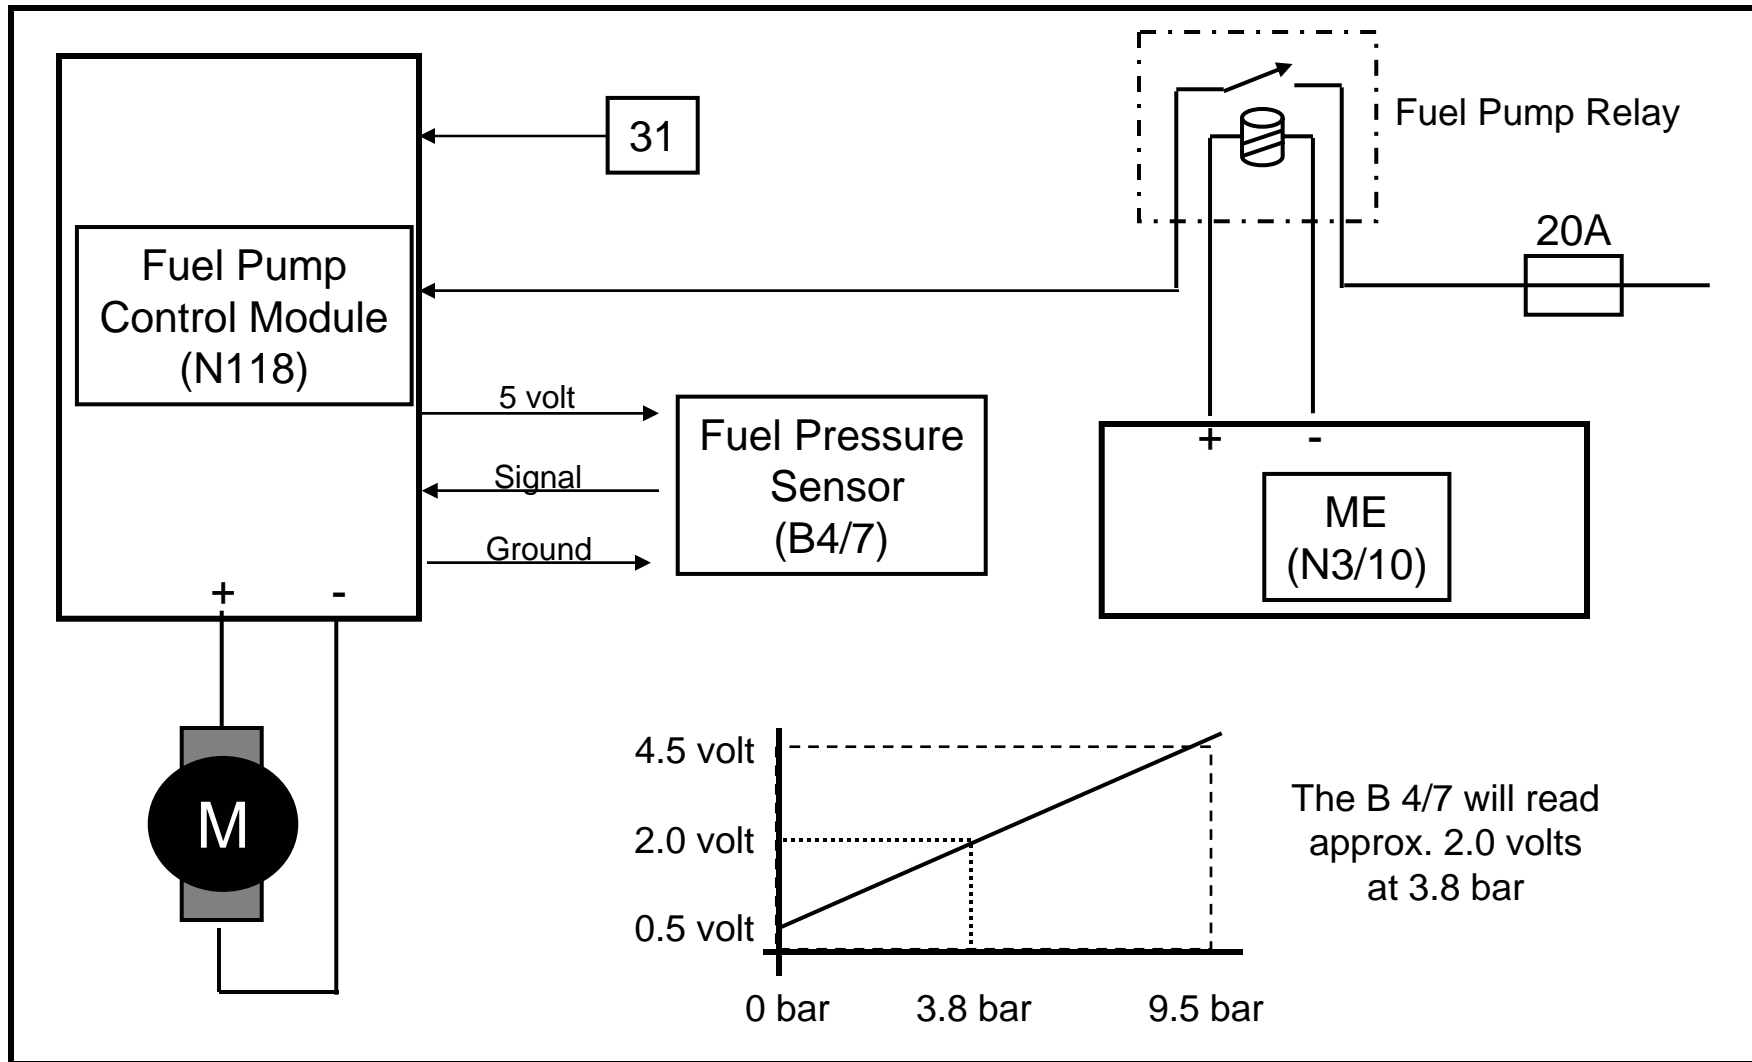 31
Fuel Pump Relay
20A
Fuel Pump
Control Module
(N118)
5 volt
Signal
Ground
Fuel Pressure
Sensor
(B4/7)
+ -
ME
(N3/10)
+ -
M
4.5 volt
2.0 volt
0.5 volt
0 bar 3.8 bar 9.5 bar
The B 4/7 will read
approx. 2.0 volts
at 3.8 bar